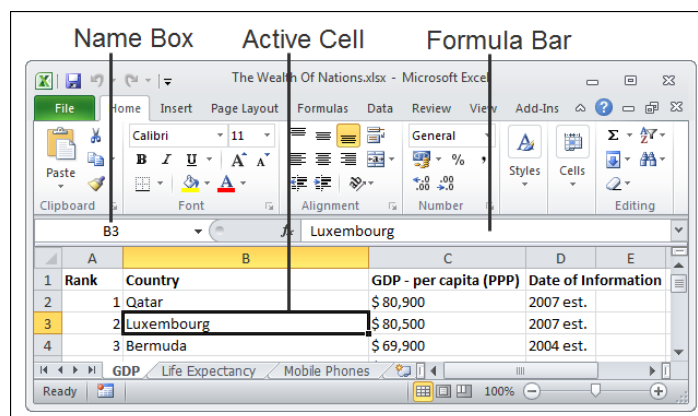 Name Box Active Cell Formula Bar
The Wealth Of Nations.xlsx - Microsoft Excel
File Home Insert Page Layout Formulas Data Review View Add-Ins
Calibri 11 General Σ
Paste B I U A A % , Styles Cells
A .00 .00
Clipboard Font Alignment Number Editing
B3 Luxembourg
A B C D E
1 Rank Country GDP - per capita (PPP) Date of Information
2 1 Qatar $ 80,900 2007 est.
3 2 Luxembourg $ 80,500 2007 est.
4 3 Bermuda $ 69,900 2004 est.
GDP Life Expectancy Mobile Phones
Ready 100%